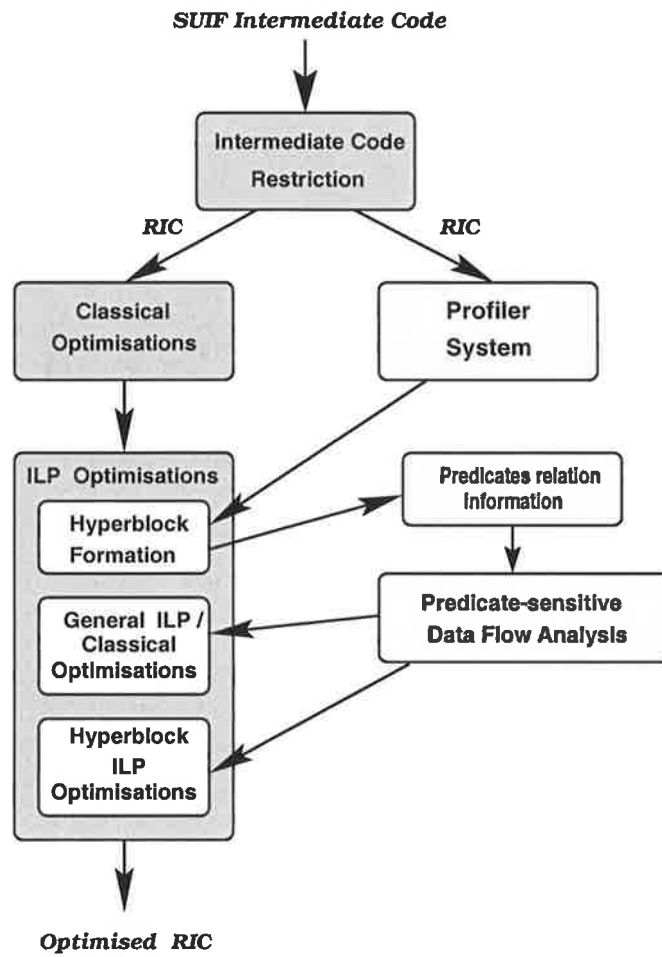 SUIF Intermediate Code
Intermediate Code
Restriction
RIC
RIC
Classical
Optimisations
Profiler
System
ILP Optimisations
Hyperblock
Formation
Predicates relation
information
General ILP /
Classical
Optimisations
Predicate-sensitive
Data Flow Analysis
Hyperblock
ILP
Optimisations
Optimised RIC